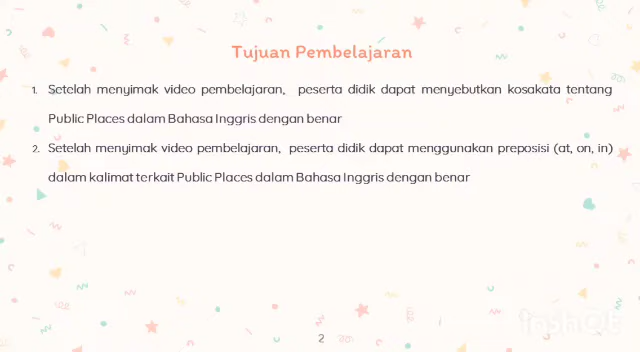 Tujuan Pembelajaran
1. Setelah menyimak video pembelajaran, peserta didik dapat menyebutkan kosakata tentang
Public Places dalam Bahasa Inggris dengan benar
2. Setelah menyimak video pembelajaran, peserta didik dapat menggunakan preposisi (at, on, in)
dalam kalimat terkait Public Places dalam Bahasa Inggris dengan benar
2
InShOt